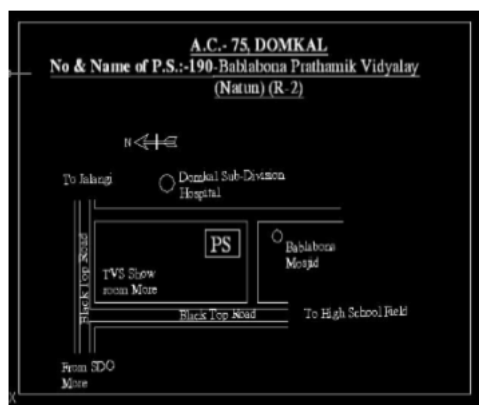 A.C.- 75, DOMKAL
No & Name of P.S.:-190-Bablabona Prathamik Vidyalay
(Natun) (R-2)
N
To Jalangi
Domkal Sub-Division
Hospital
PS
Bablabona
Mosjid
TVS Show
room More
Black Top Road
Black Top Road
To High School Field
From SDO
More
X